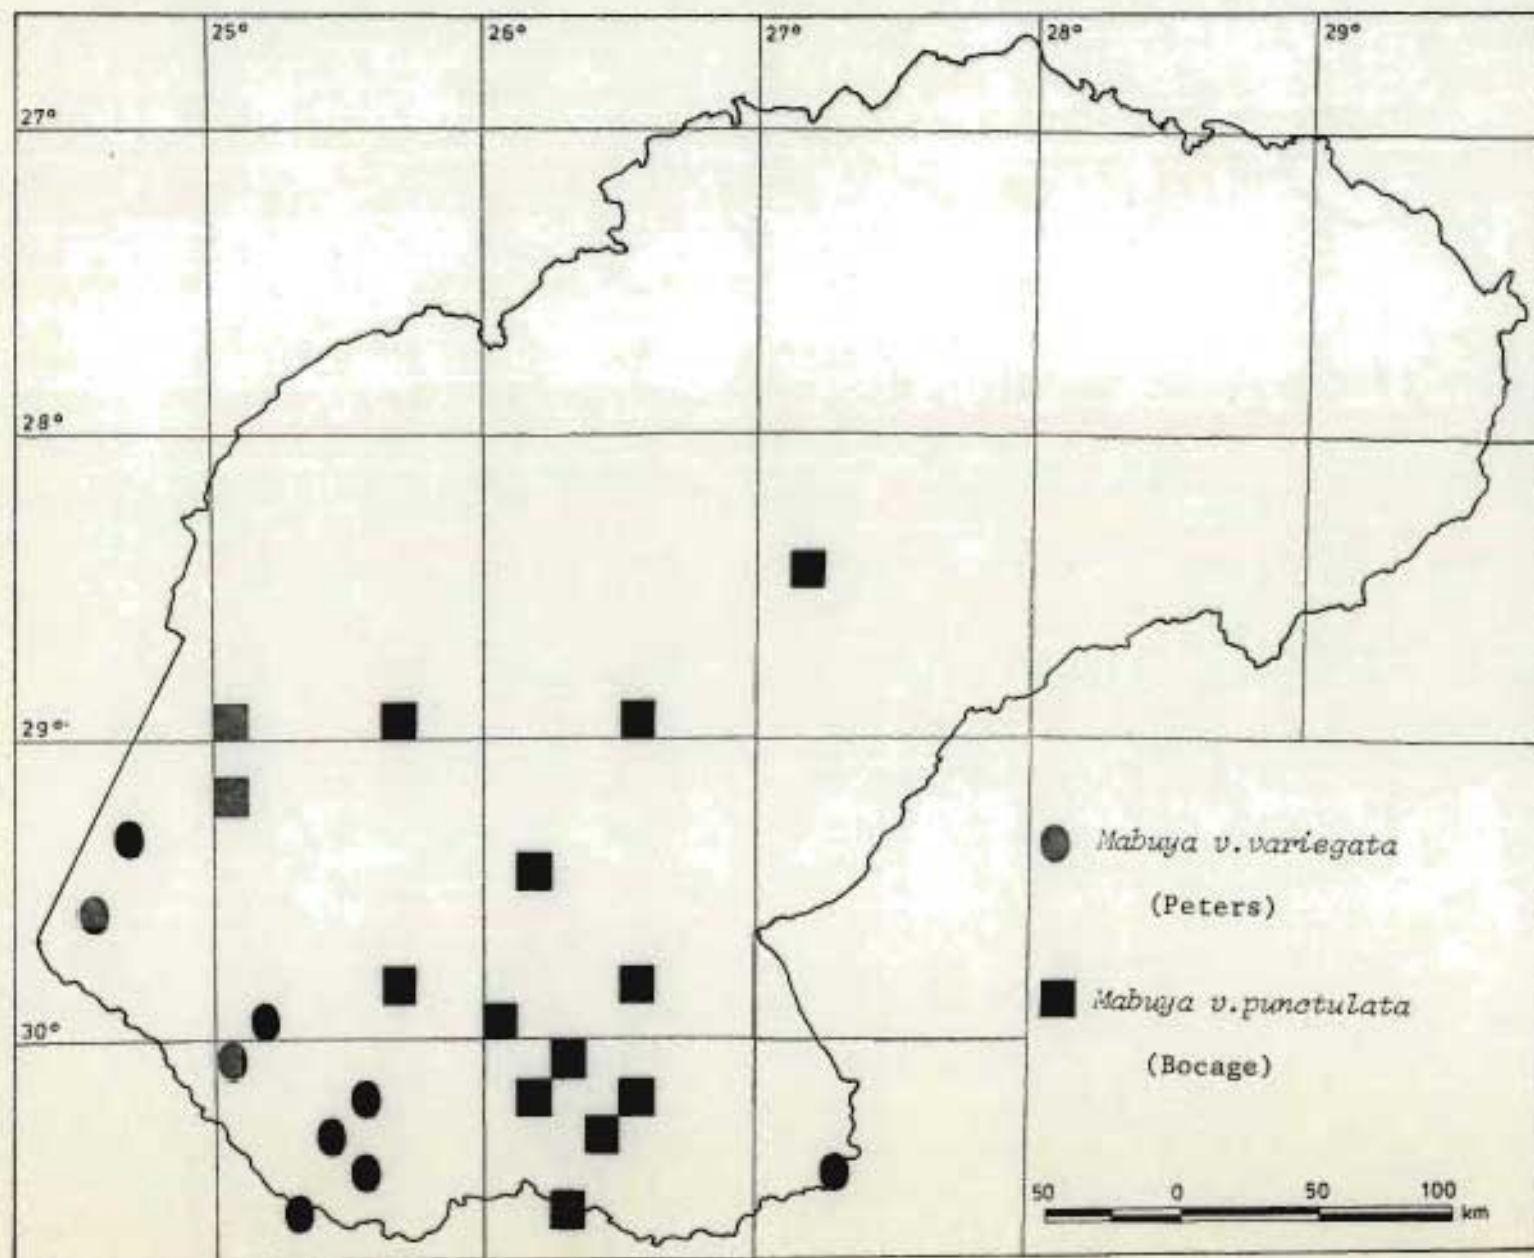 25° 26° 27° 28° 29°
27°
28°
29°
30°
Mabuya v.variegata
(Peters)
Mabuya v.punctulata
(Bocage)
50 0 50 100
km